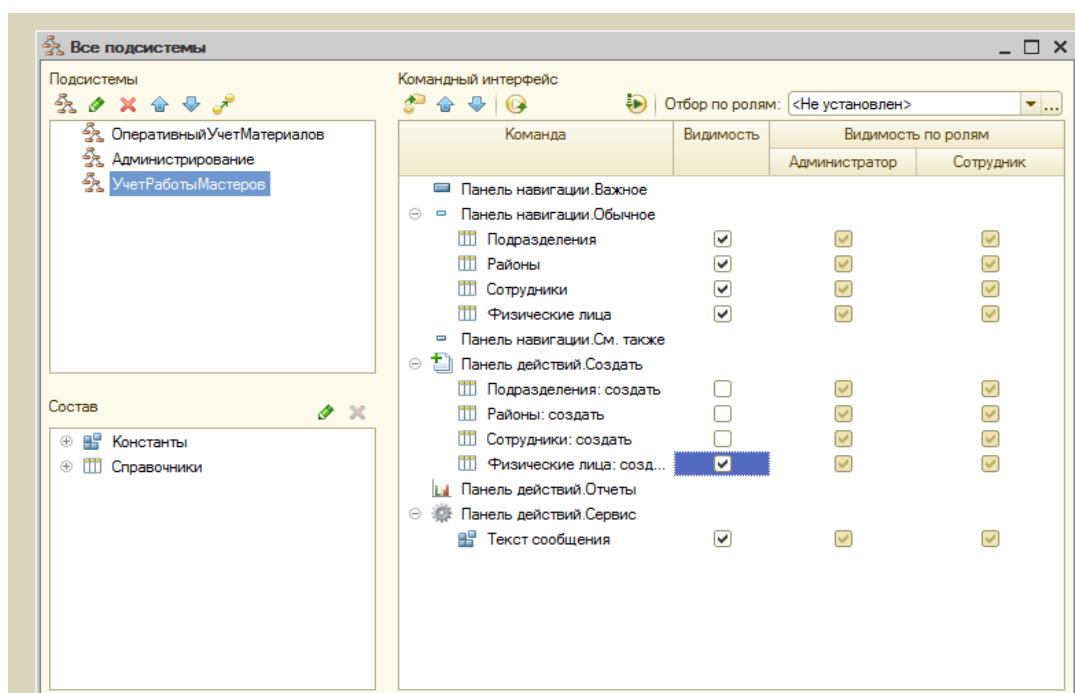 Все подсистемы
Подсистемы
ОперативныйУчетМатериалов
Администрирование
УчетРаботыМастеров
Состав
Константы
Справочники
Командный интерфейс
Отбор по ролям: <Не установлен>
Команда Видимость Видимость по ролям
Администратор Сотрудник
Панель навигации.Важное
Панель навигации.Обычное
Подразделения
Районы
Сотрудники
Физические лица
Панель навигации.См. также
Панель действий.Создать
Подразделения: создать
Районы: создать
Сотрудники: создать
Физические лица: созд...
Панель действий.Отчеты
Панель действий.Сервис
Текст сообщения